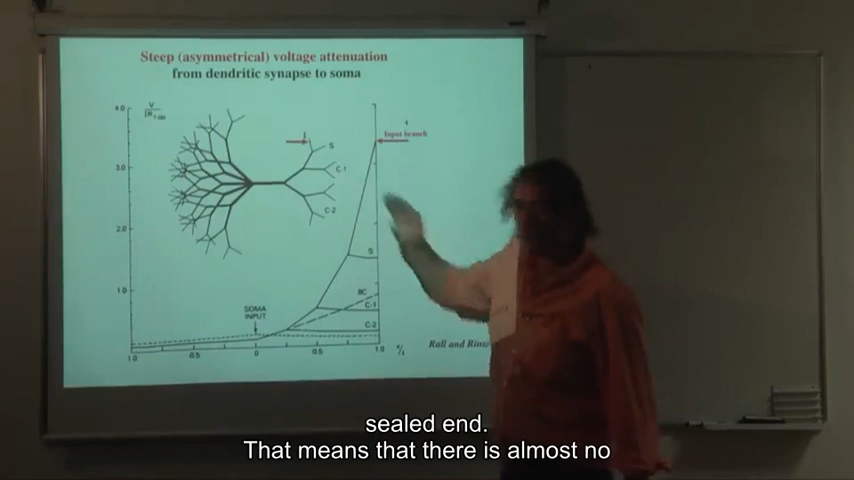 Steep (asymmetrical) voltage attenuation
from dendritic synapse to soma
4.0
3.0
2.0
1.0
V
I
Input branch
S
C-1
C-2
S
BC
C-1
C-2
SOMA
INPUT
1.0
0.5
0
0.5
1.0
Rall and Rinz
sealed end.
That means that there is almost no